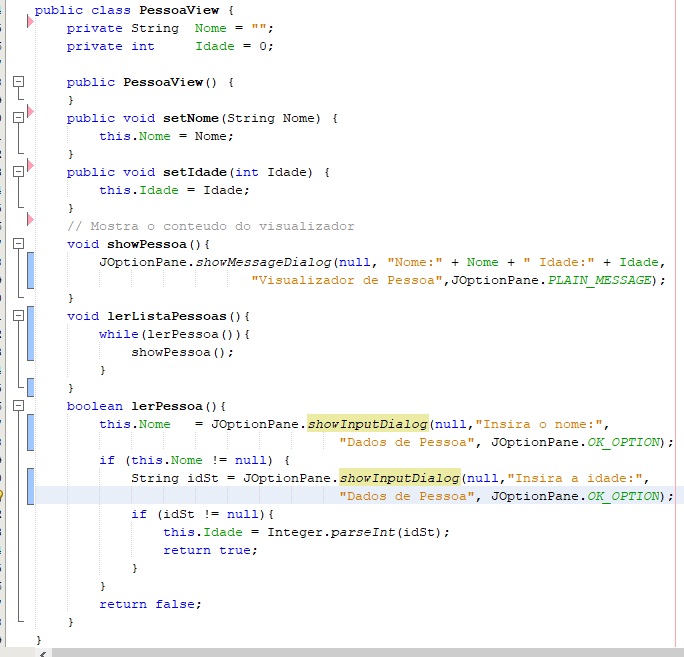 public class PessoaView {
    private String  Nome = "";
    private int     Idade = 0;

    public PessoaView() {
    }
    public void setNome(String Nome) {
        this.Nome = Nome;
    }
    public void setIdade(int Idade) {
        this.Idade = Idade;
    }
    // Mostra o conteudo do visualizador
    void showPessoa(){
        JOptionPane.showMessageDialog(null, "Nome:" + Nome + " Idade:" + Idade,
                           "Visualizador de Pessoa",JOptionPane.PLAIN_MESSAGE);
    }
    void lerListaPessoas(){
        while(lerPessoa()){
            showPessoa();
        }
    }
    boolean lerPessoa(){
        this.Nome   = JOptionPane.showInputDialog(null,"Insira o nome:",
                                      "Dados de Pessoa", JOptionPane.OK_OPTION);
        if (this.Nome != null) {
            String idSt = JOptionPane.showInputDialog(null,"Insira a idade:",
                                      "Dados de Pessoa", JOptionPane.OK_OPTION);
            if (idSt != null){
                this.Idade = Integer.parseInt(idSt);
                return true;
            }
        }
        return false;
    }
}